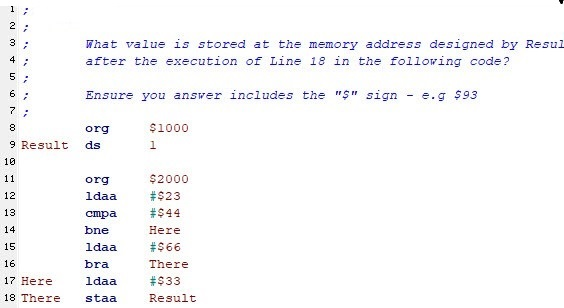 1 ;
2 ;
3 ; What value is stored at the memory address designed by Resul
4 ; after the execution of Line 18 in the following code?
5 ;
6 ; Ensure you answer includes the "$" sign - e.g $93
7 ;
8 org $1000
9 Result ds 1
10
11 org $2000
12 ldaa #$23
13 cmpa #$44
14 bne Here
15 ldaa #$66
16 bra There
17 Here ldaa #$33
18 There staa Result